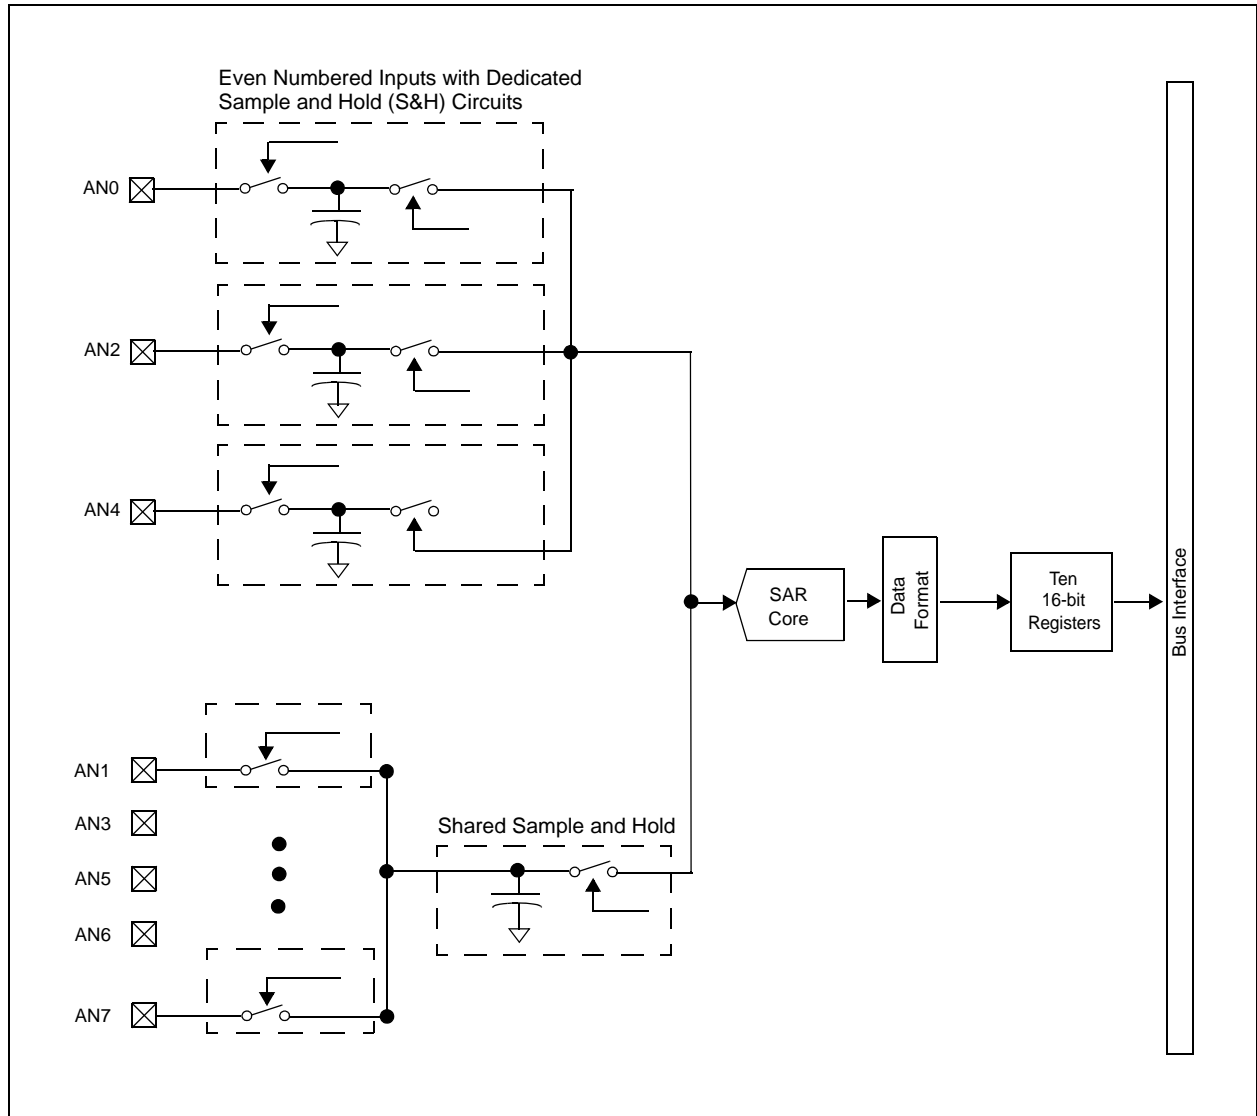 Even Numbered Inputs with Dedicated
Sample and Hold (S&H) Circuits
AN0
AN2
AN4
SAR
Core
Data
Format
Ten
16-bit
Registers
Bus Interface
AN1
AN3
AN5
AN6
AN7
Shared Sample and Hold